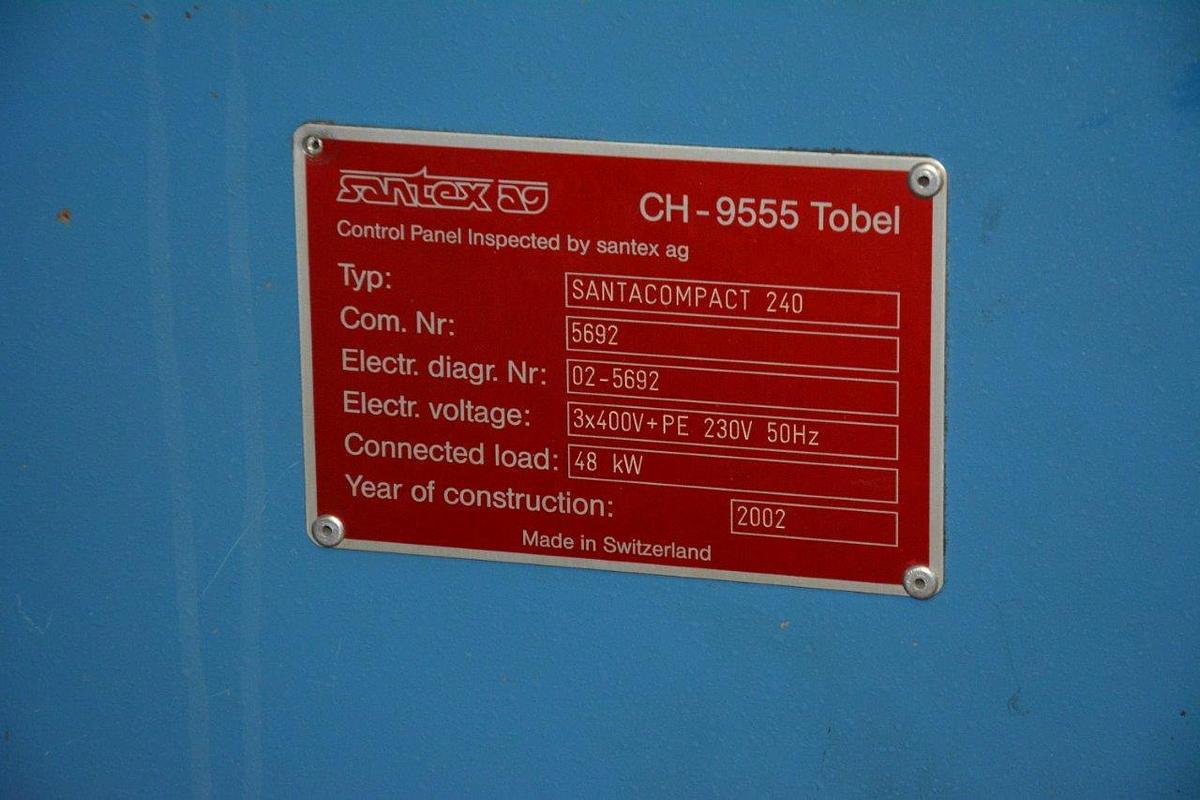 santex ag
CH-9555 Tobel
Control Panel Inspected by santex ag
Typ: SANTACOMPACT 240
Com. Nr: 5692
Electr. diagr. Nr: 02-5692
Electr. voltage: 3x400V+PE 230V 50Hz
Connected load: 48 kW
Year of construction: 2002
Made in Switzerland